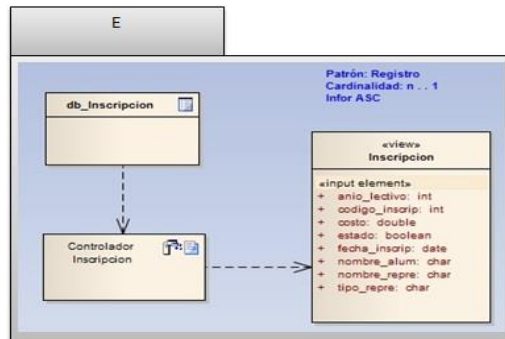 E
Patrón: Registro
Cardinalidad: n . . 1
Infor ASC
db_Inscripcion
«view»
Inscripcion
«input element»
+ anio_lectivo: int
+ codigo_inscrip: int
+ costo: double
+ estado: boolean
+ fecha_inscrip: date
+ nombre_alum: char
+ nombre_repre: char
+ tipo_repre: char
Controlador
Inscripcion